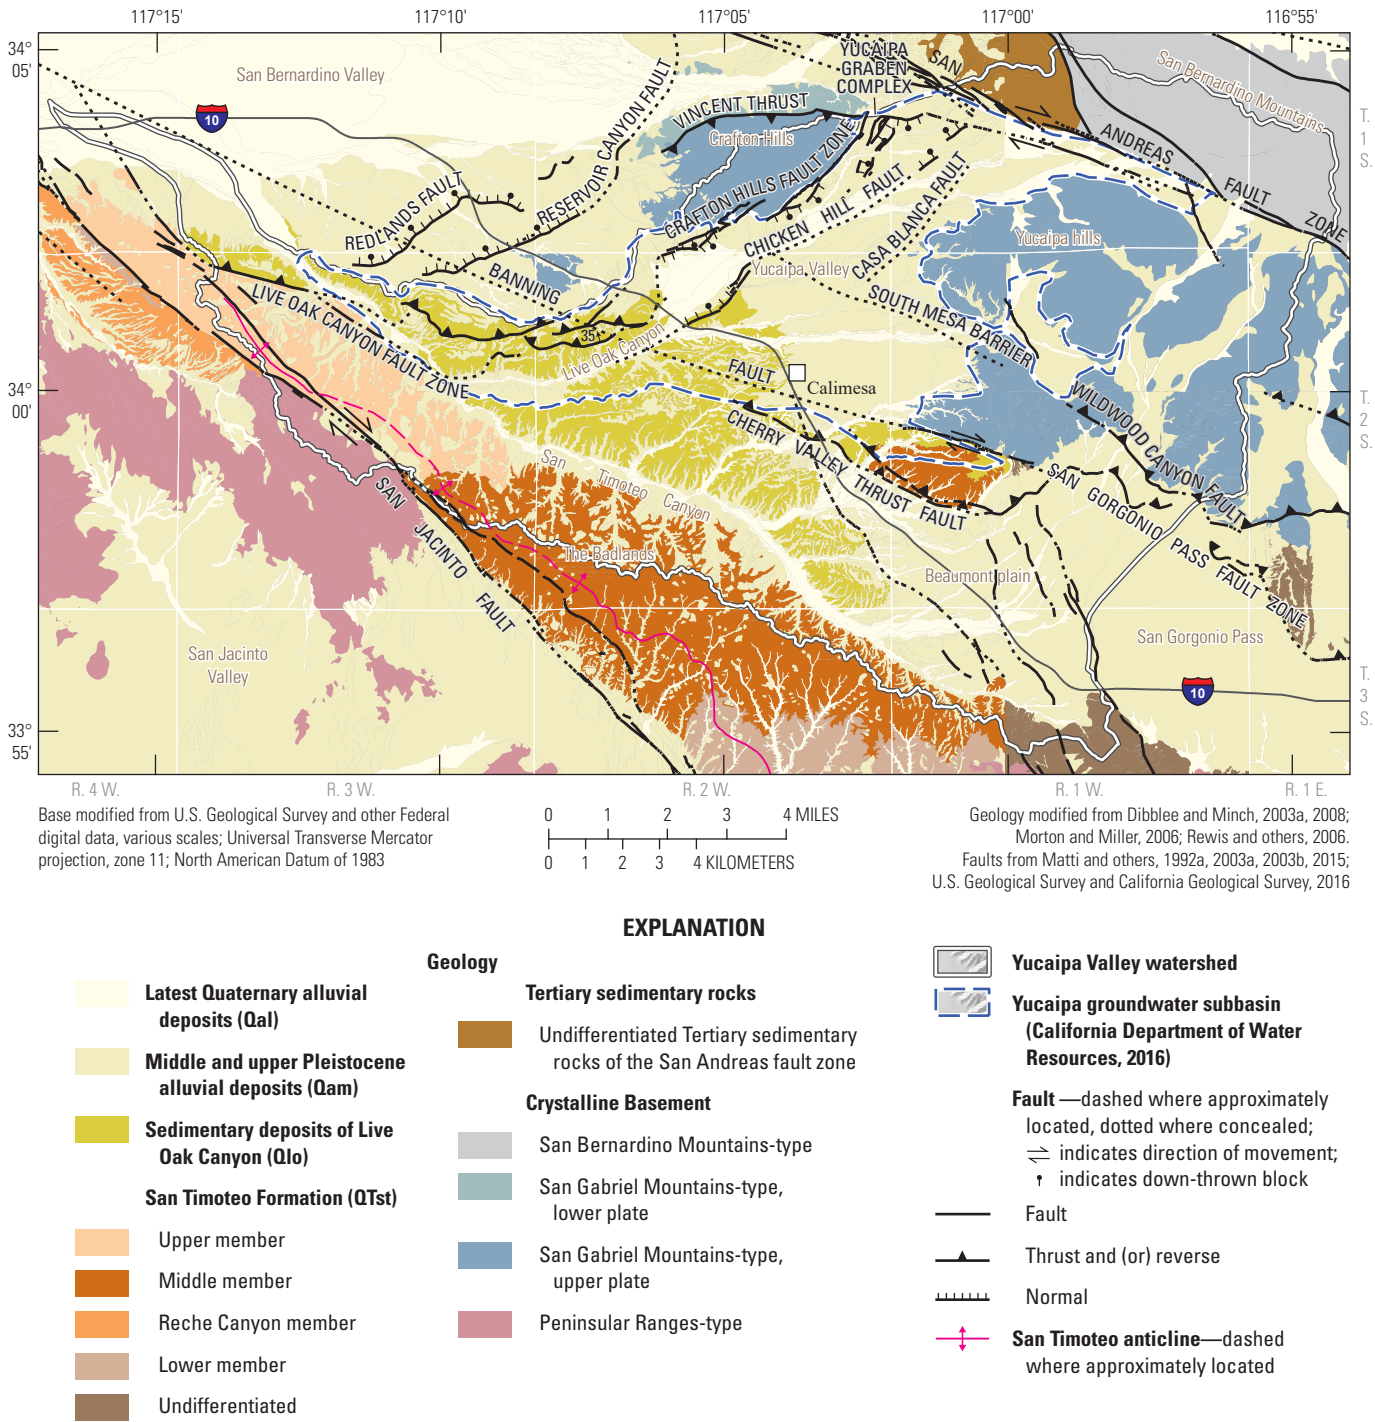 117°15'
117°10'
117°05'
117°00'
116°55'
34°
05'
34°
00'
33°
55'
T.
1
S.
T.
2
S.
T.
3
S.
R. 4 W.
R. 3 W.
R. 2 W.
R. 1 W.
R. 1 E.
San Bernardino Valley
10
YUCAIPA
GRABEN
COMPLEX
SAN
ANDREAS
FAULT
ZONE
San Bernardino Mountains
VINCENT THRUST
Crafton Hills
CRAFTON HILLS FAULT ZONE
RESERVOIR CANYON FAULT
REDLANDS FAULT
CHICKEN HILL FAULT
CASA BLANCA FAULT
Yucaipa hills
Yucaipa Valley
BANNING
FAULT
SOUTH MESA BARRIER
LIVE OAK CANYON FAULT ZONE
35
Live Oak Canyon
Calimesa
WILDWOOD CANYON FAULT
CHERRY VALLEY THRUST FAULT
SAN GORGONIO PASS FAULT ZONE
San Timoteo Canyon
SAN JACINTO FAULT
The Badlands
Beaumont plain
San Gorgonio Pass
San Jacinto
Valley
10
Base modified from U.S. Geological Survey and other Federal
digital data, various scales; Universal Transverse Mercator
projection, zone 11; North American Datum of 1983
0 1 2 3 4 MILES
0 1 2 3 4 KILOMETERS
Geology modified from Dibblee and Minch, 2003a, 2008;
Morton and Miller, 2006; Rewis and others, 2006.
Faults from Matti and others, 1992a, 2003a, 2003b, 2015;
U.S. Geological Survey and California Geological Survey, 2016
EXPLANATION
Geology
Latest Quaternary alluvial
deposits (Qal)
Middle and upper Pleistocene
alluvial deposits (Qam)
Sedimentary deposits of Live
Oak Canyon (Qlo)
San Timoteo Formation (QTst)
Upper member
Middle member
Reche Canyon member
Lower member
Undifferentiated
Tertiary sedimentary rocks
Undifferentiated Tertiary sedimentary
rocks of the San Andreas fault zone
Crystalline Basement
San Bernardino Mountains-type
San Gabriel Mountains-type,
lower plate
San Gabriel Mountains-type,
upper plate
Peninsular Ranges-type
Yucaipa Valley watershed
Yucaipa groundwater subbasin
(California Department of Water
Resources, 2016)
Fault —dashed where approximately
located, dotted where concealed;
indicates direction of movement;
indicates down-thrown block
Fault
Thrust and (or) reverse
Normal
San Timoteo anticline—dashed
where approximately located